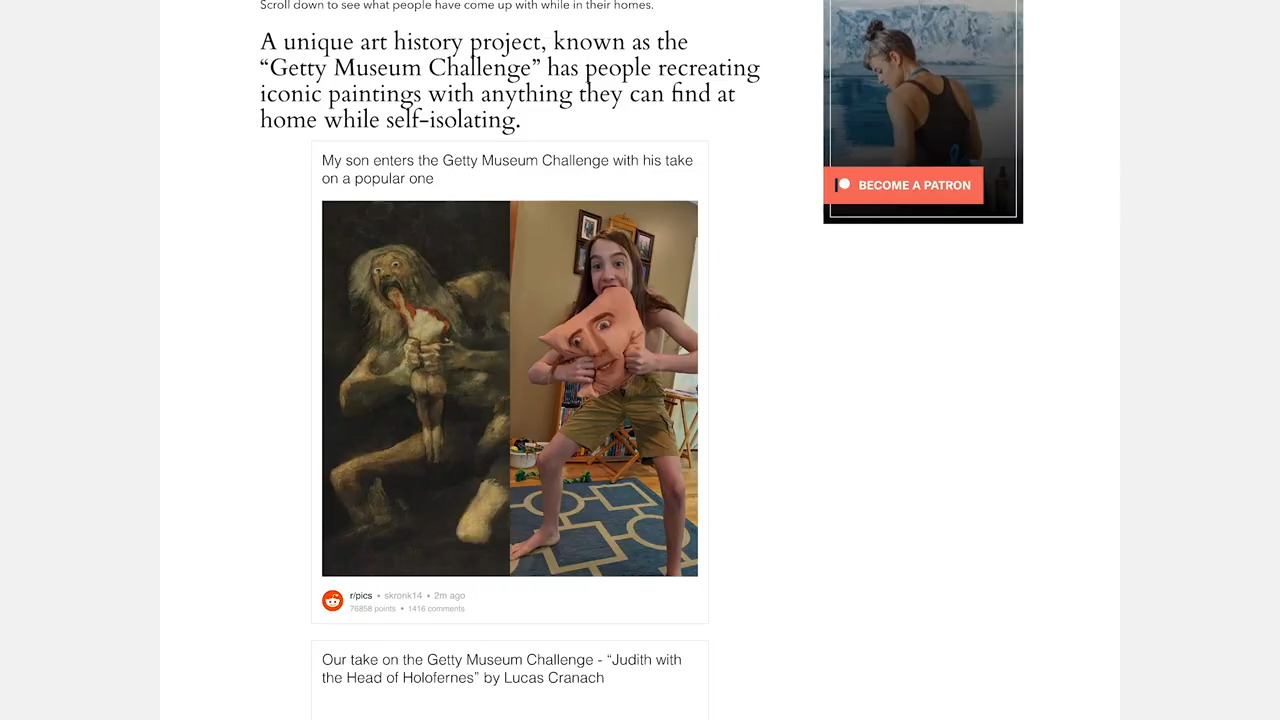 Scroll down to see what people have come up with while in their homes.
A unique art history project, known as the
“Getty Museum Challenge” has people recreating
iconic paintings with anything they can find at
home while self-isolating.
My son enters the Getty Museum Challenge with his take
on a popular one
r/pics • skronk14 • 2m ago
76858 points • 1416 comments
Our take on the Getty Museum Challenge - “Judith with
the Head of Holofernes” by Lucas Cranach
BECOME A PATRON